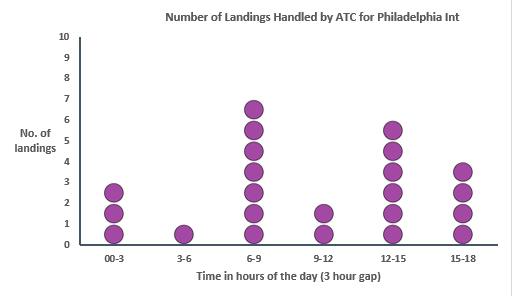 Number of Landings Handled by ATC for Philadelphia Int
10
9
8
7
6
5
4
3
2
1
0
No. of
landings
00-3 3-6 6-9 9-12 12-15 15-18
Time in hours of the day (3 hour gap)